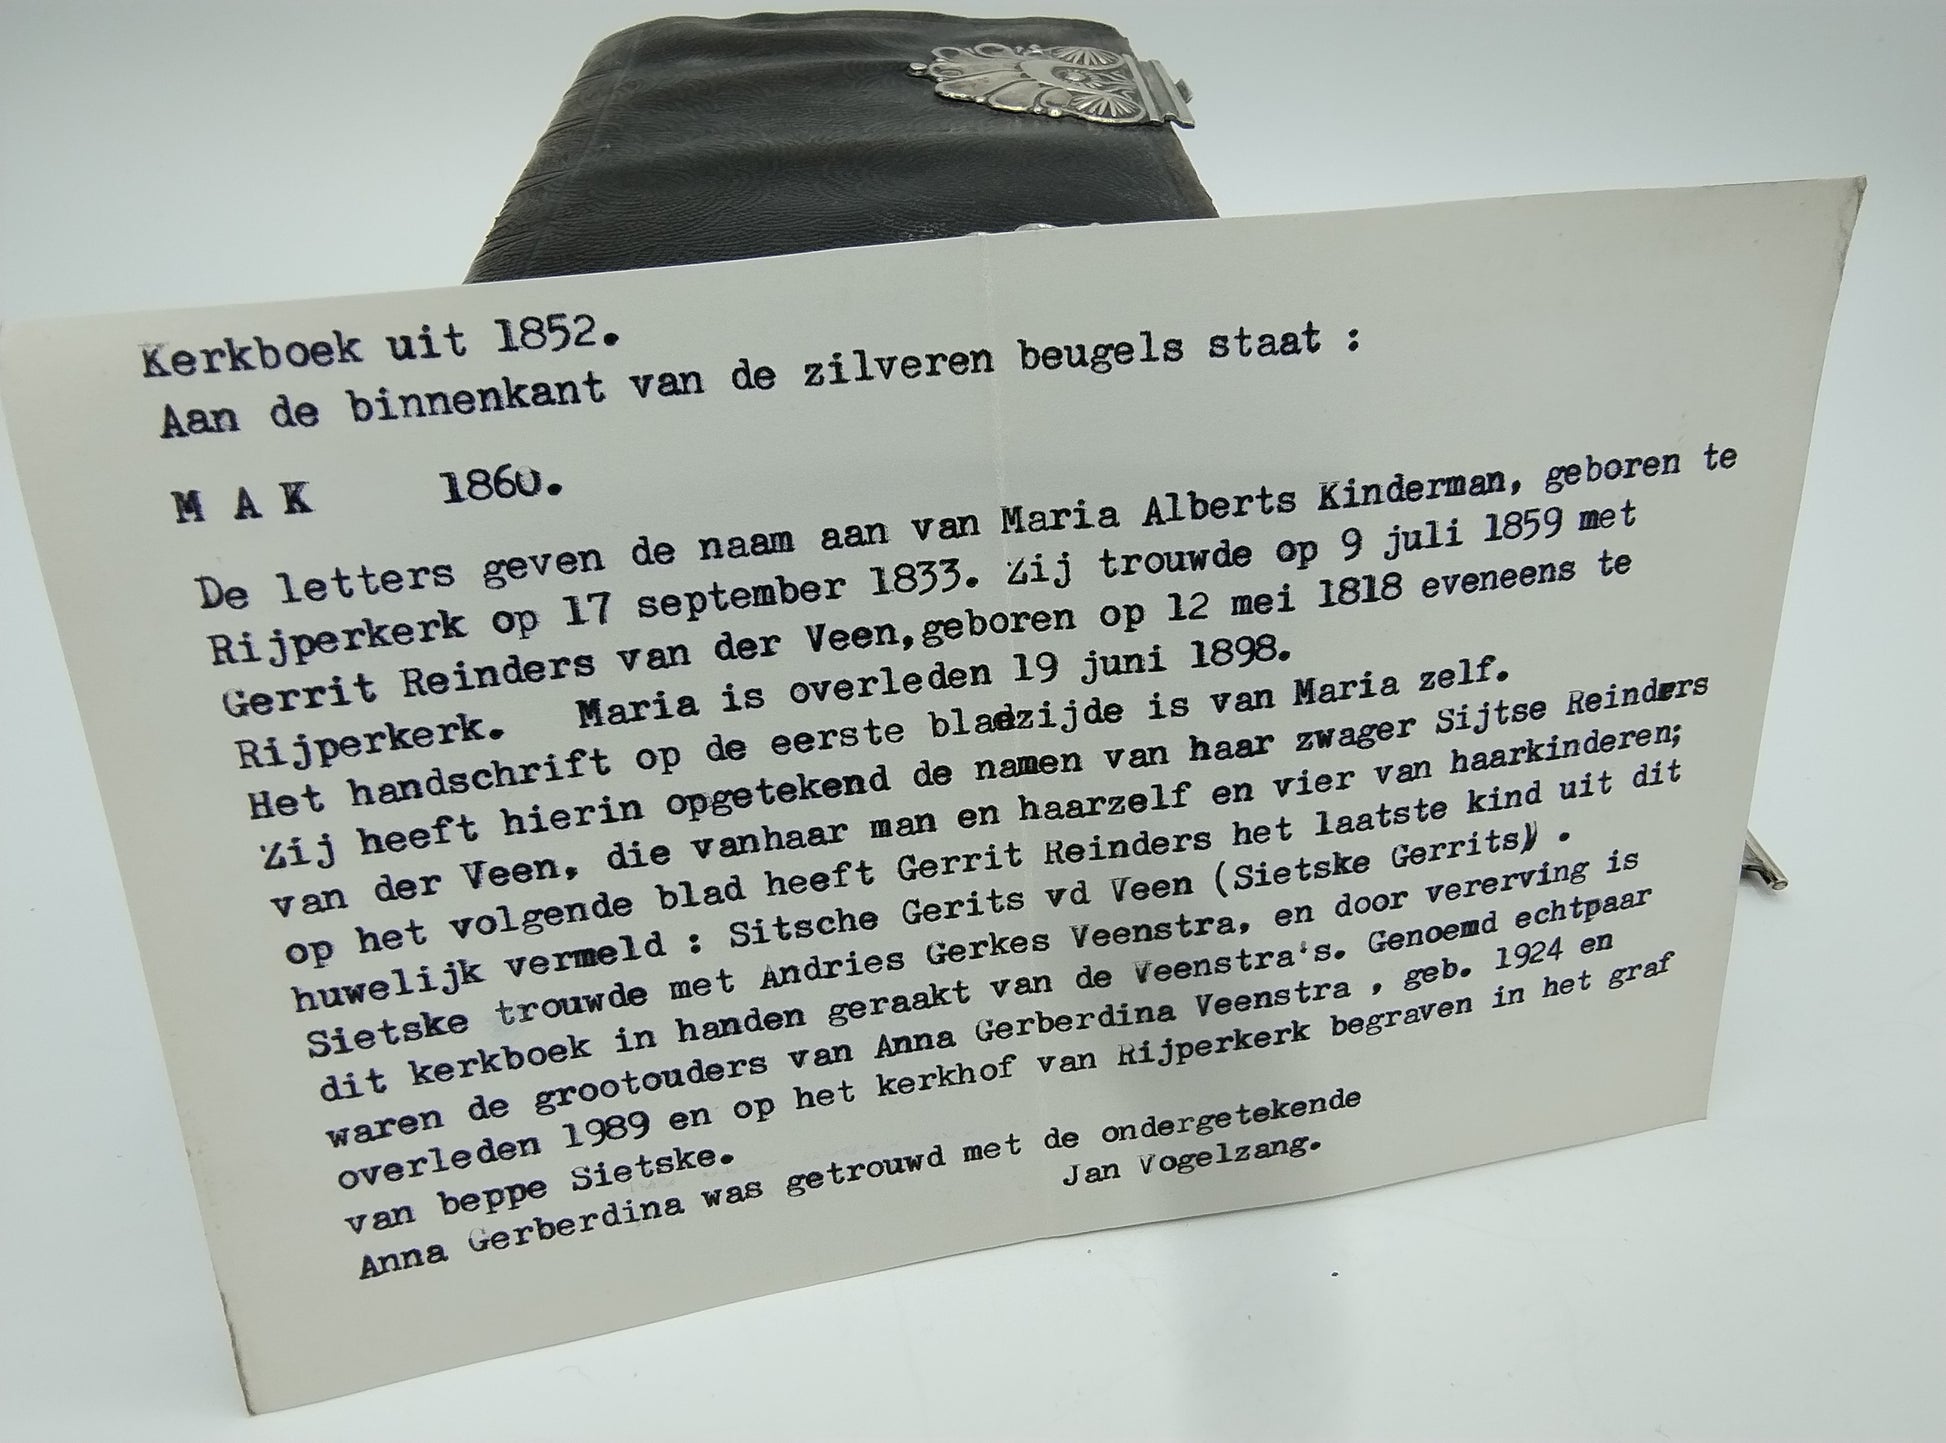 Kerkboek uit 1852.
Aan de binnenkant van de zilveren beugels staat :
M A K 1860.
De letters geven de naam aan van Maria Alberts Kinderman, geboren te
Rijperkerk op 17 september 1833. Zij trouwde op 9 juli 1859 met
Gerrit Reinders van der Veen,geboren op 12 mei 1818 eveneens te
Rijperkerk. Maria is overleden 19 juni 1898.
Het handschrift op de eerste bladzijde is van Maria zelf.
Zij heeft hierin opgetekend de namen van haar zwager Sijtse Reinders
van der Veen, die vanhaar man en haarzelf en vier van haarkinderen;
op het volgende blad heeft Gerrit Reinders het laatste kind uit dit
huwelijk vermeld : Sitsche Gerits vd Veen (Sietske Gerrits) .
Sietske trouwde met Andries Gerkes Veenstra, en door vererving is
dit kerkboek in handen geraakt van de Veenstra's. Genoemd echtpaar
waren de grootouders van Anna Gerberdina Veenstra , geb. 1924 en
overleden 1989 en op het kerkhof van Rijperkerk begraven in het graf
van beppe Sietske.
Anna Gerberdina was getrouwd met de ondergetekende
Jan Vogelzang.